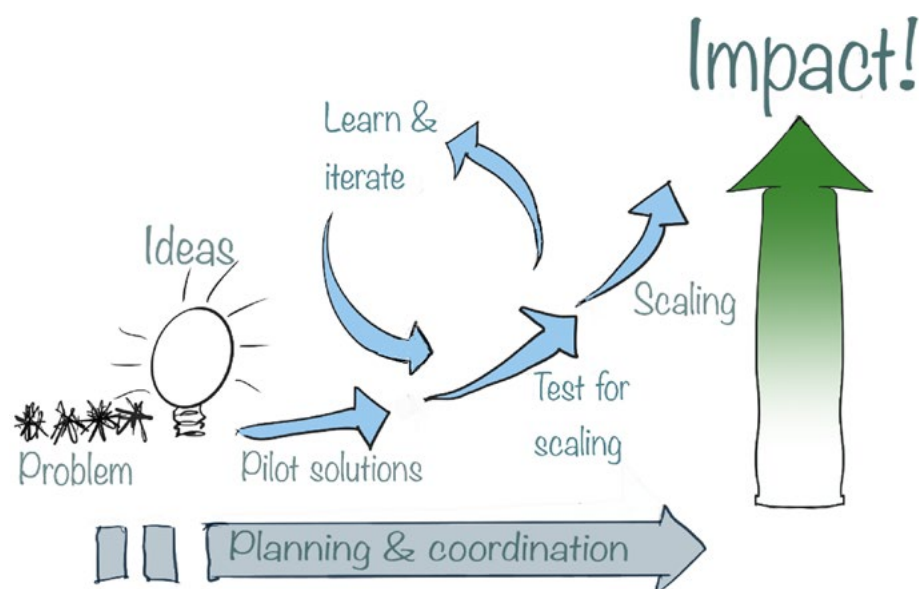 Impact!
Learn &
iterate
Ideas
Scaling
Test for
scaling
Problem
Pilot solutions
Planning & coordination